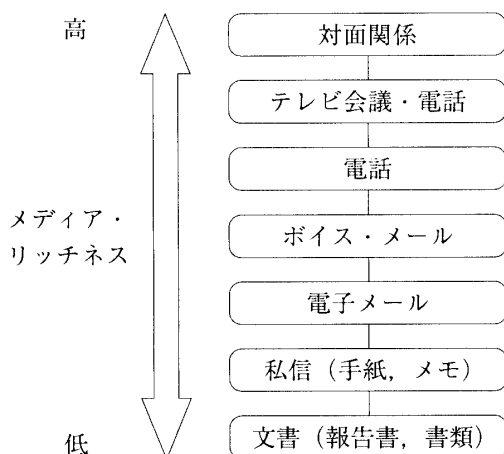 高
対面関係
テレビ会議・電話
電話
メディア・
リッチネス
ボイス・メール
電子メール
私信（手紙，メモ）
低
文書（報告書，書類）